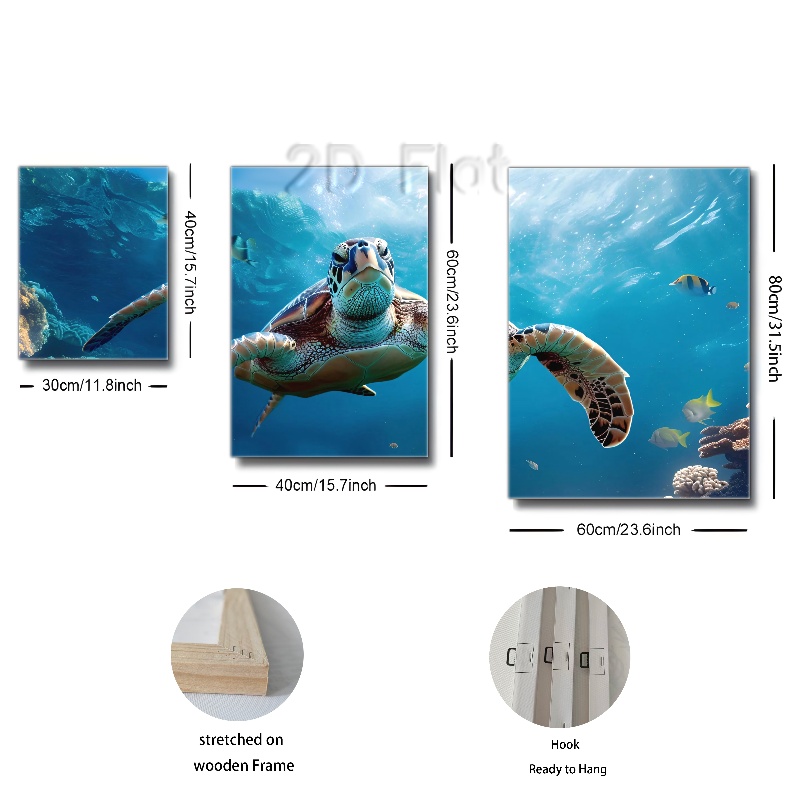 2D Flat
40cm/15.7inch
30cm/11.8inch
60cm/23.6inch
40cm/15.7inch
80cm/31.5inch
60cm/23.6inch
stretched on
wooden Frame
Hook
Ready to Hang